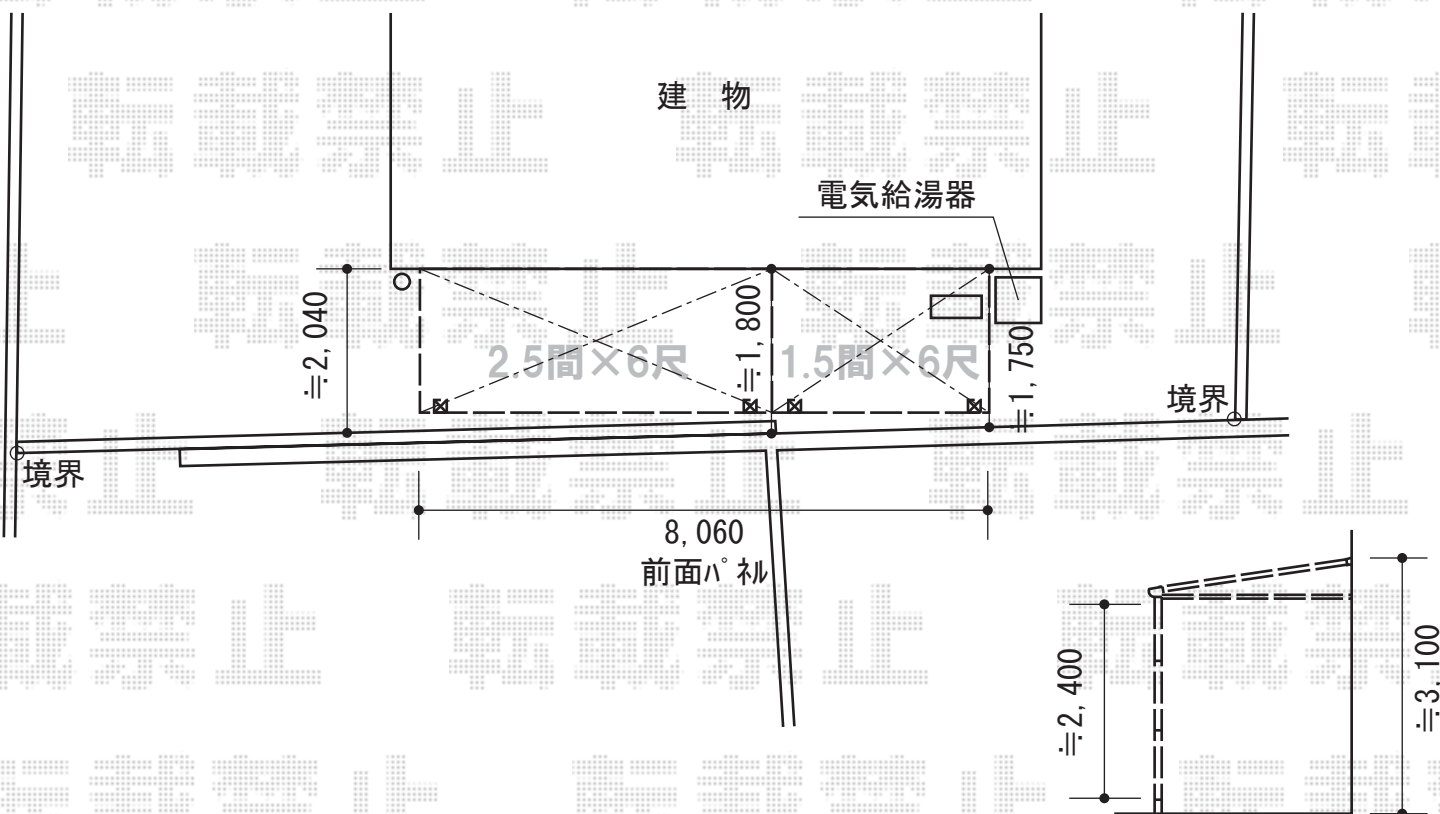 建 物
電気給湯器
≒2,040
2.5間×6尺
≒1,800
1.5間×6尺
≒1,750
境界
境界
8,060
前面ﾊﾟﾈﾙ
≒2,400
≒3,100
転載禁止